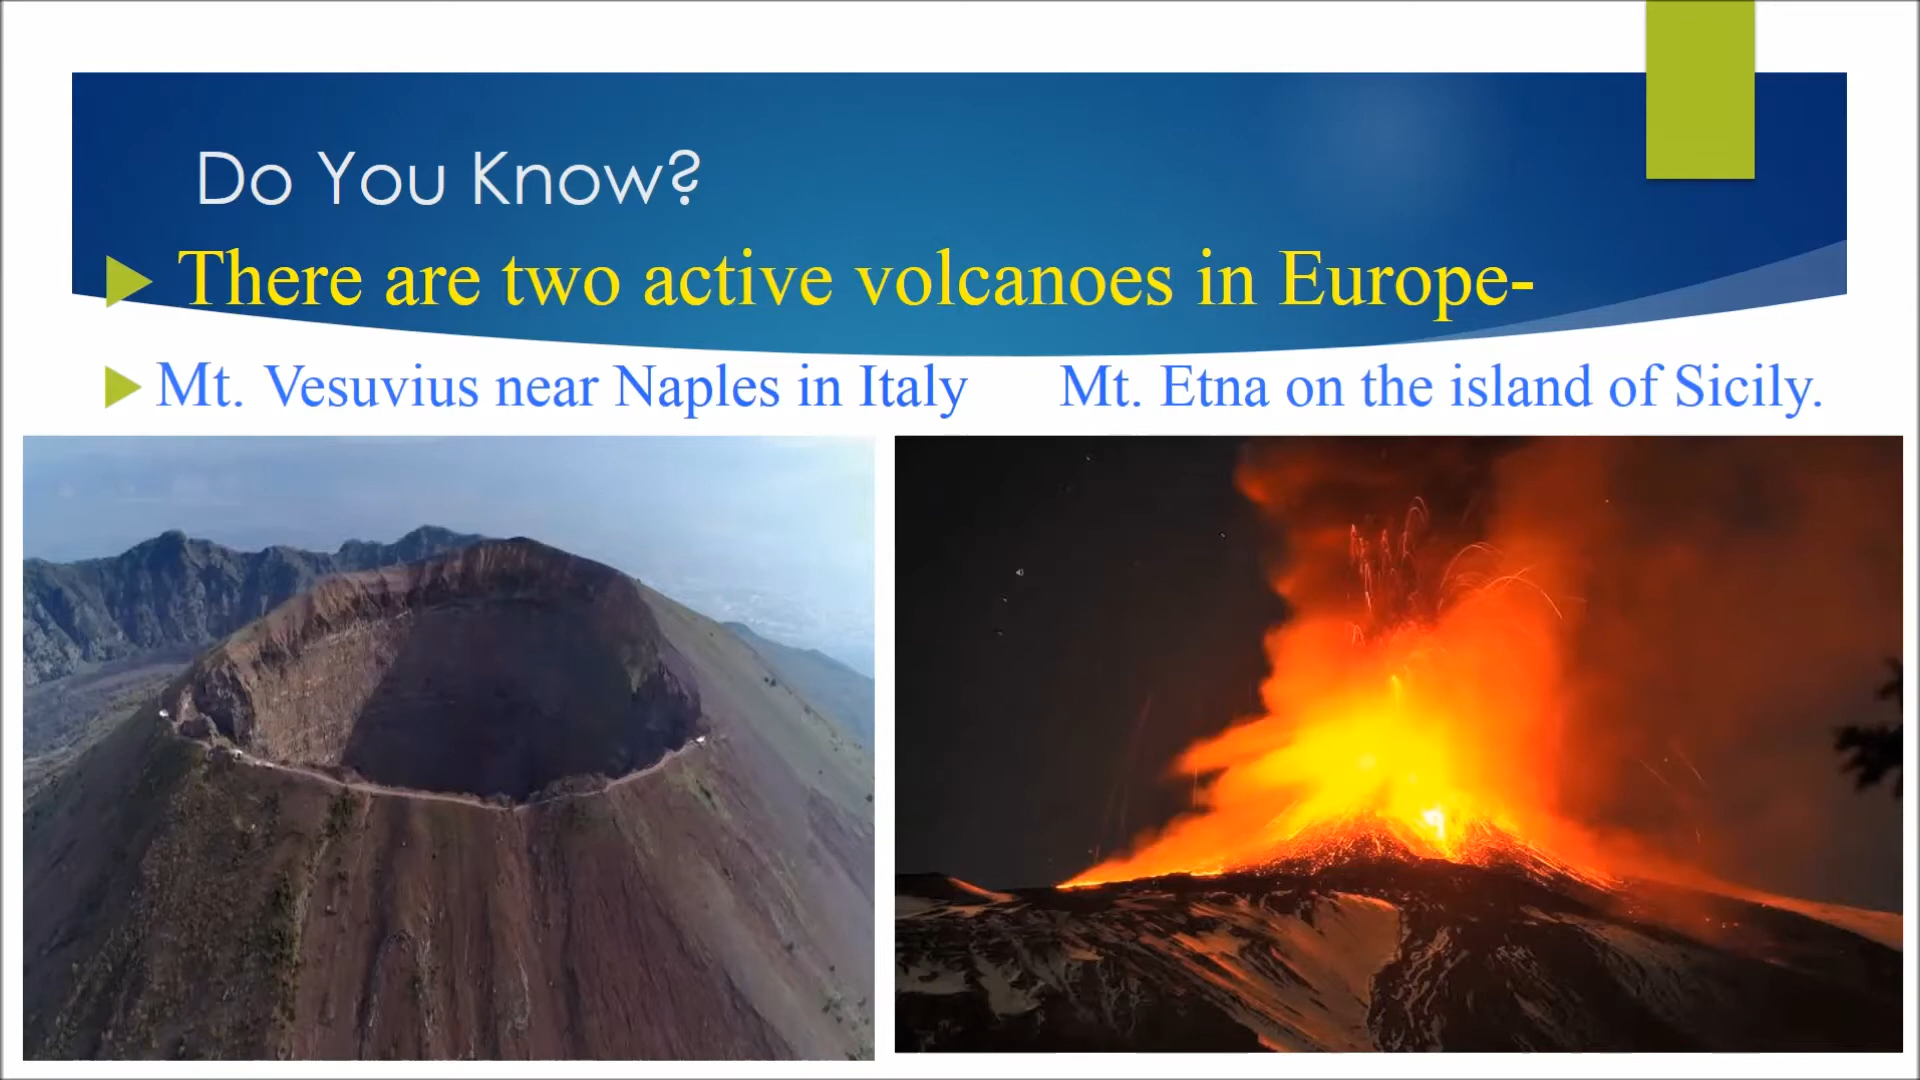 Do You Know?
There are two active volcanoes in Europe-
Mt. Vesuvius near Naples in Italy Mt. Etna on the island of Sicily.